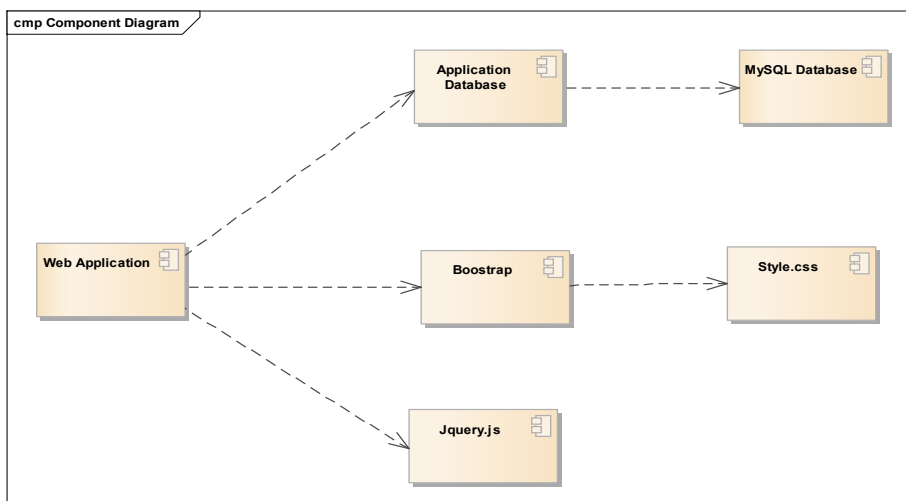 cmp Component Diagram
Application
Database
MySQL Database
Web Application
Boostrap
Style.css
Jquery.js